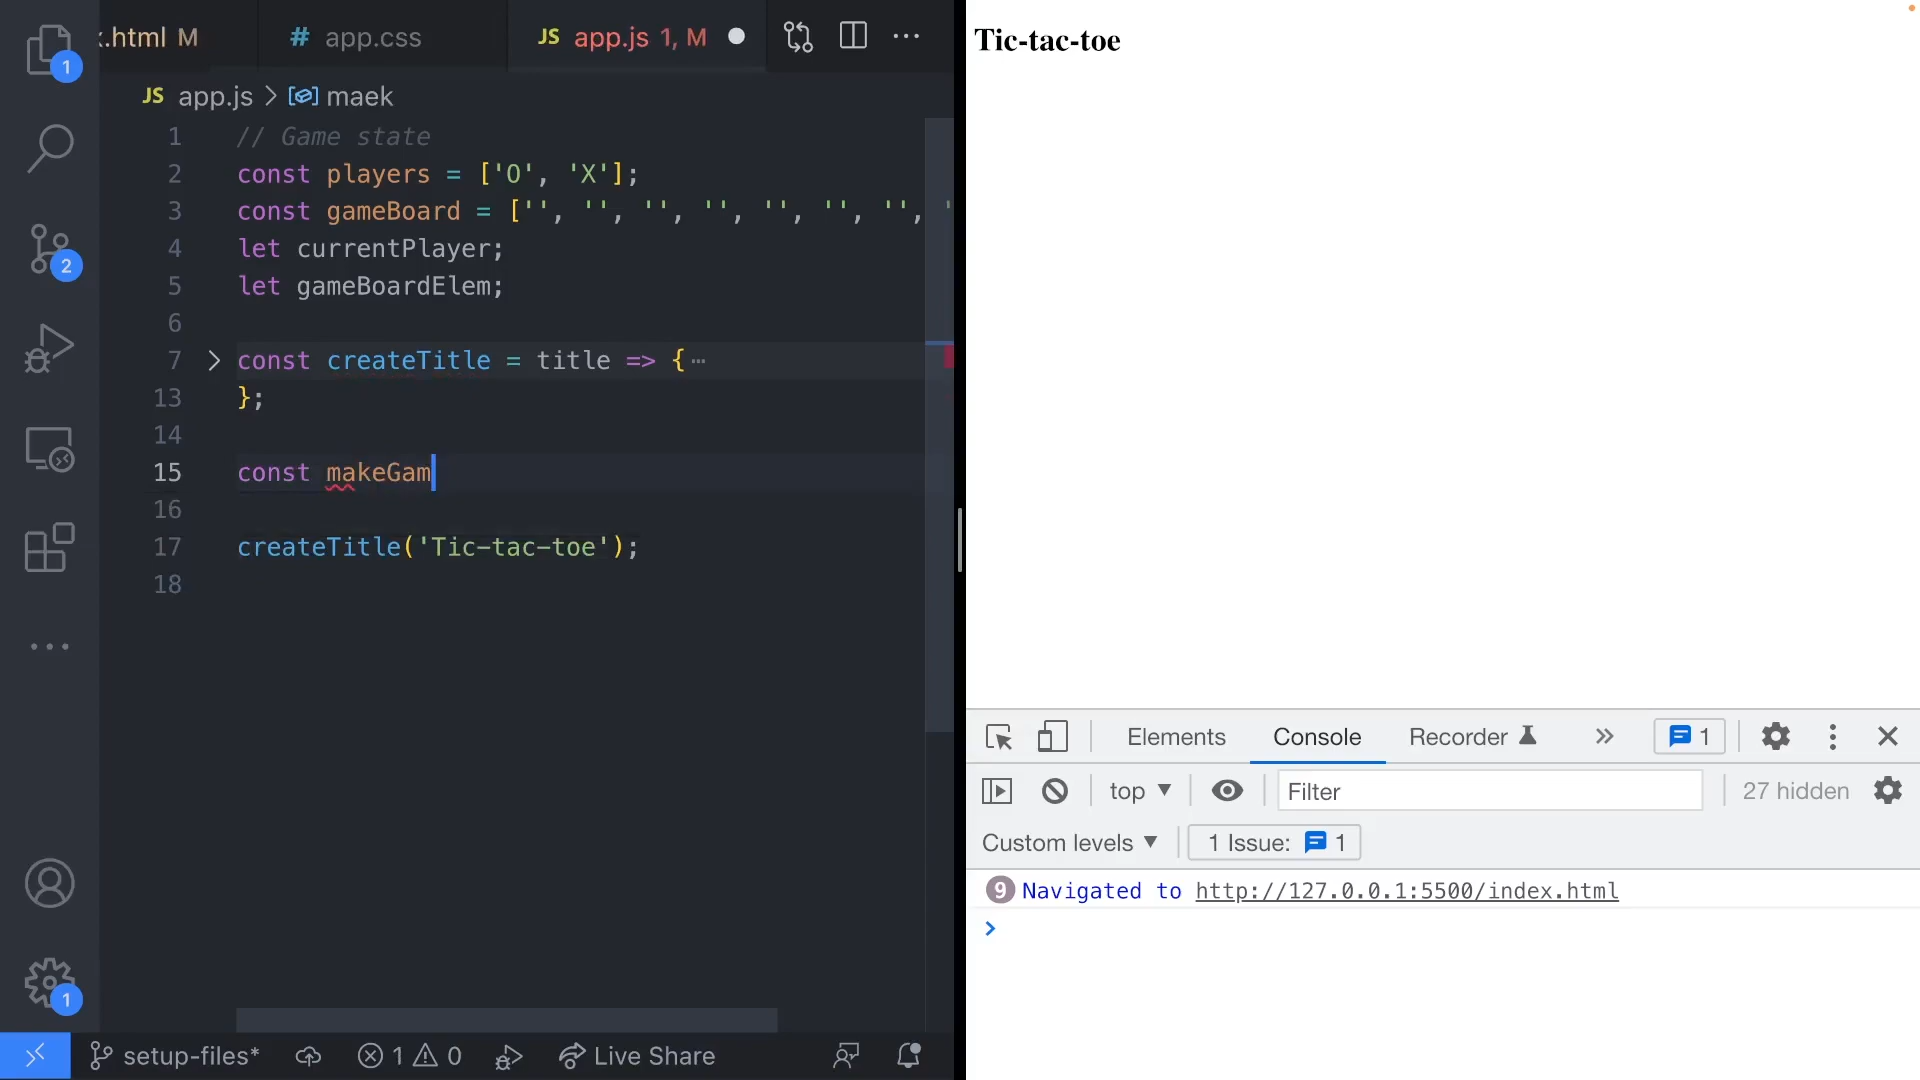 x.html M
# app.css
JS app.js 1, M
JS app.js > maek
1 // Game state
2 const players = ['O', 'X'];
3 const gameBoard = ['', '', '', '', '', '', '', '
4 let currentPlayer;
5 let gameBoardElem;
6
7 const createTitle = title => {…
13 };
14
15 const makeGam
16
17 createTitle('Tic-tac-toe');
18
1
2
1
setup-files*
1 0
Live Share
Tic-tac-toe
Elements Console Recorder 1
top Filter 27 hidden
Custom levels 1 Issue: 1
9 Navigated to http://127.0.0.1:5500/index.html